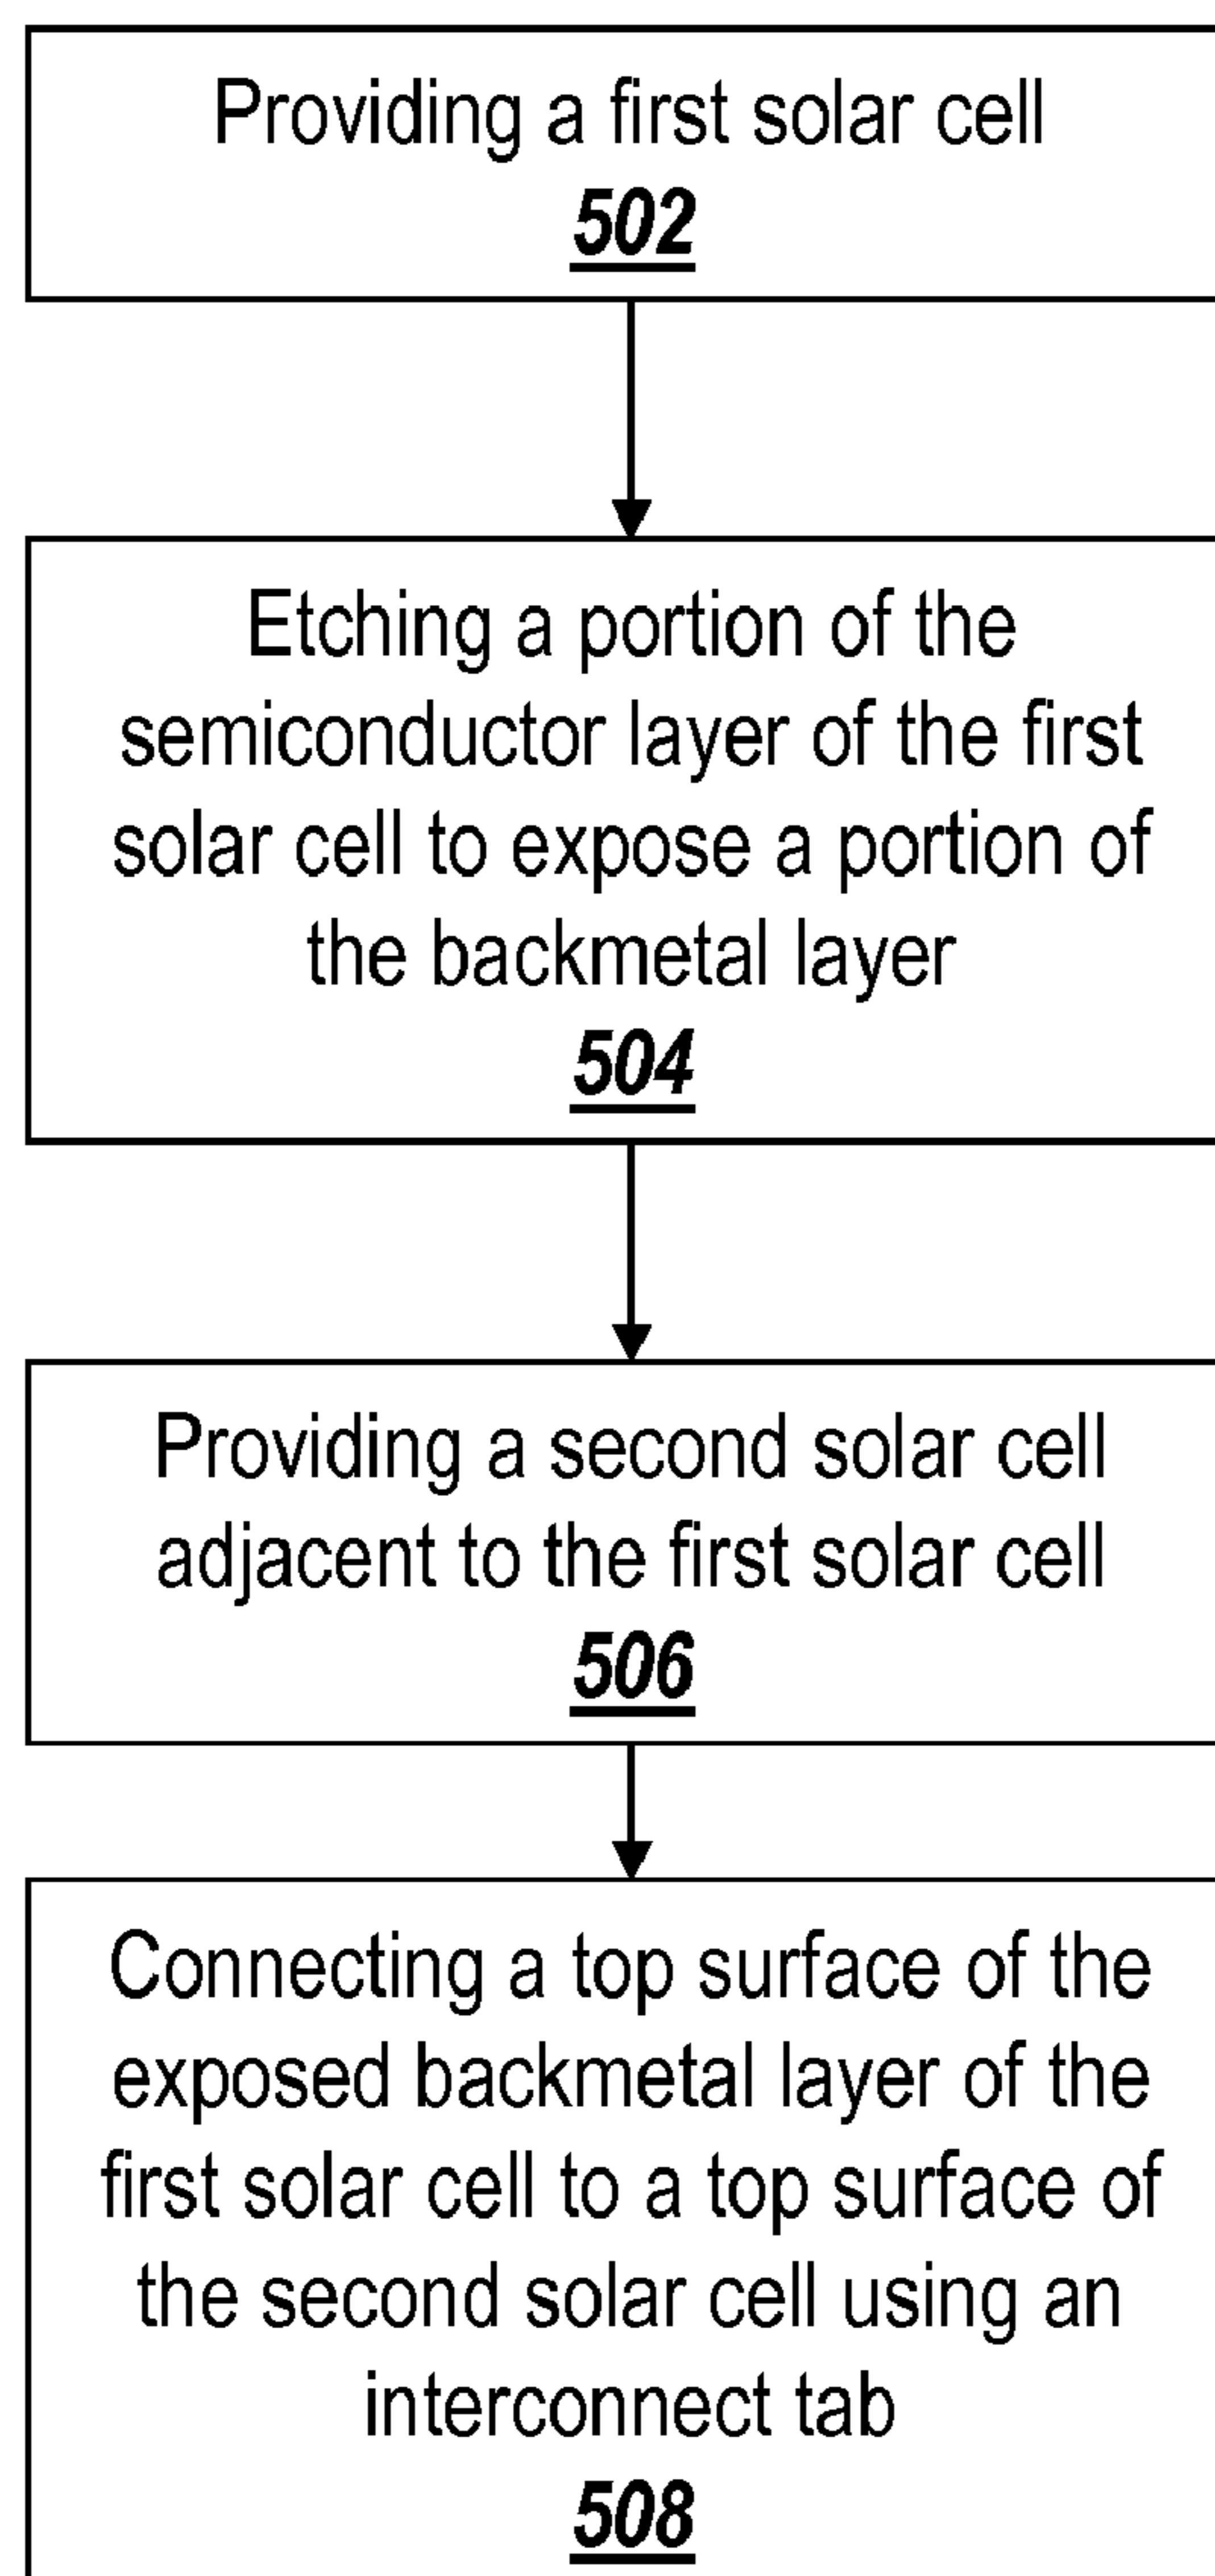 Providing a first solar cell
502
Etching a portion of the
semiconductor layer of the first
solar cell to expose a portion of
the backmetal layer
504
Providing a second solar cell
adjacent to the first solar cell
506
Connecting a top surface of the
exposed backmetal layer of the
first solar cell to a top surface of
the second solar cell using an
interconnect tab
508